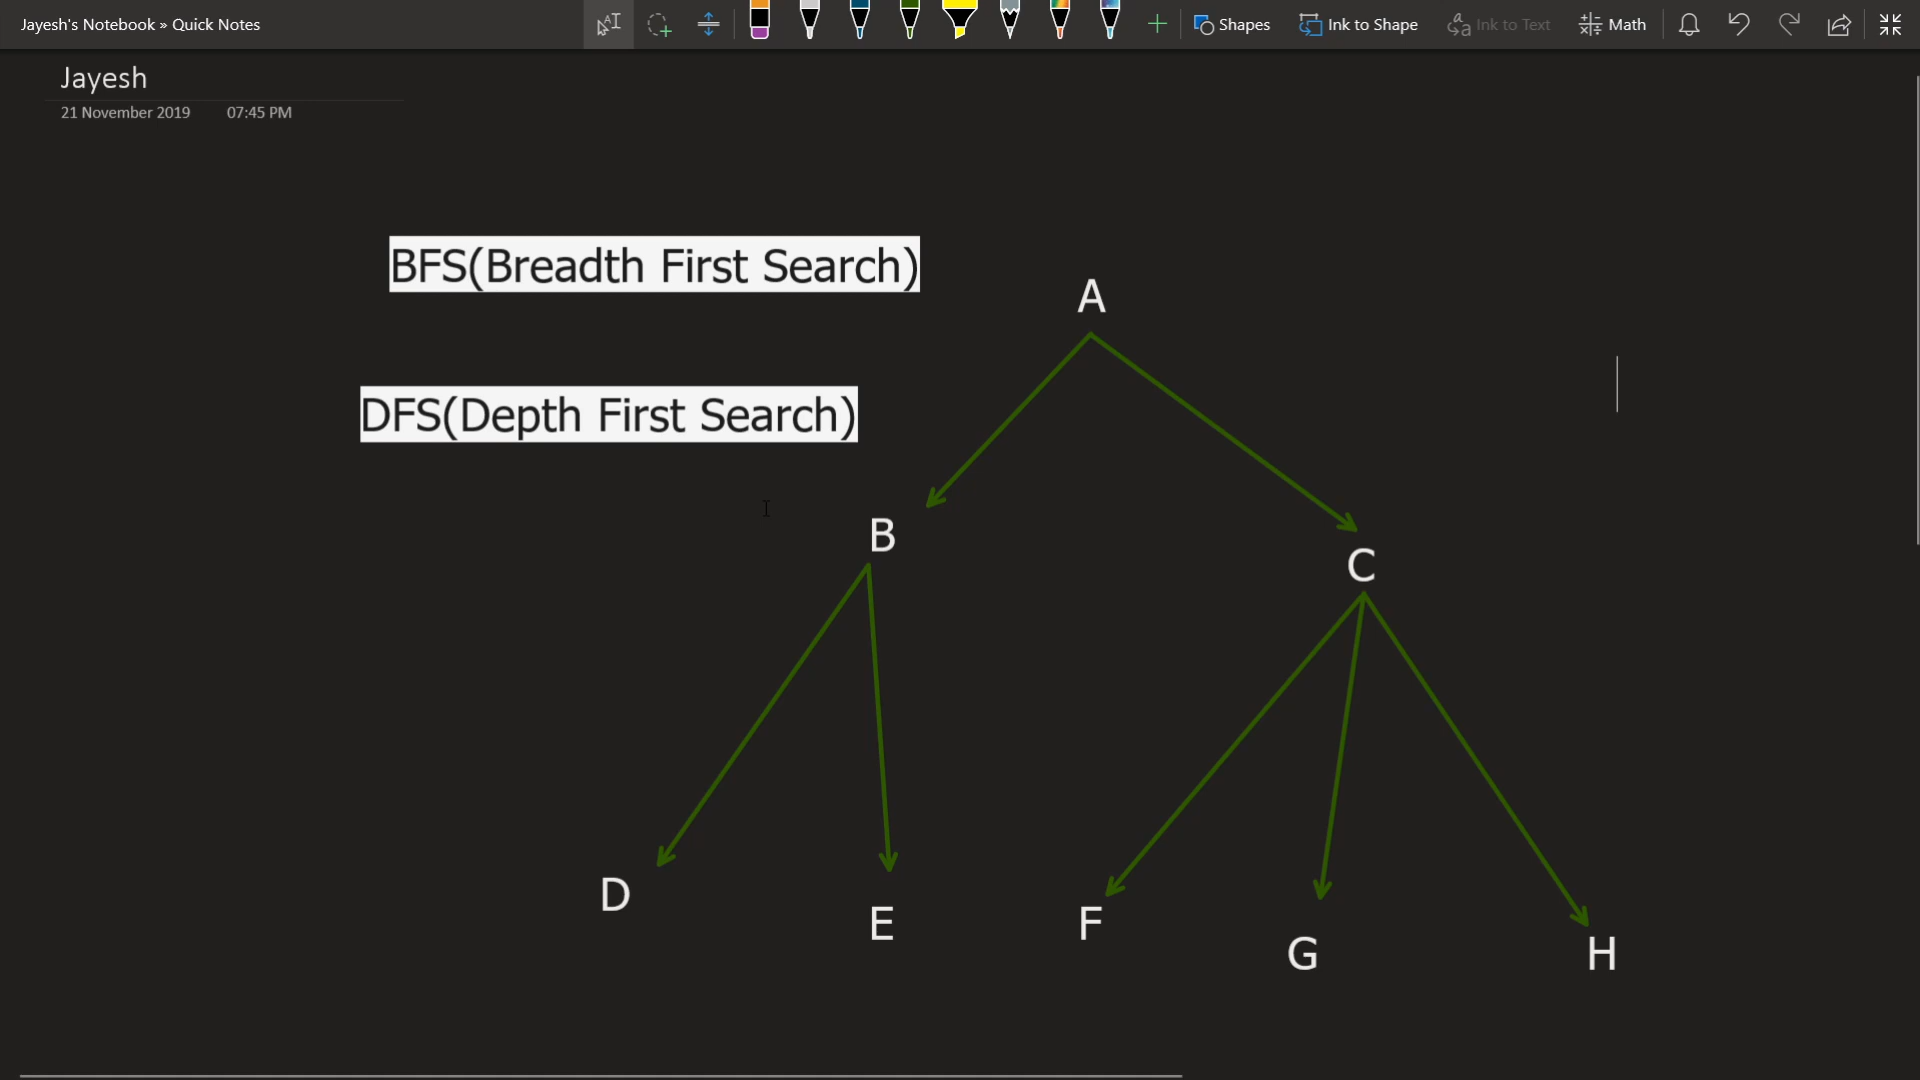 Jayesh's Notebook » Quick Notes
Shapes
Ink to Shape
Ink to Text
Math
Jayesh
21 November 2019 07:45 PM
BFS(Breadth First Search)
A
DFS(Depth First Search)
B
C
D
E
F
G
H